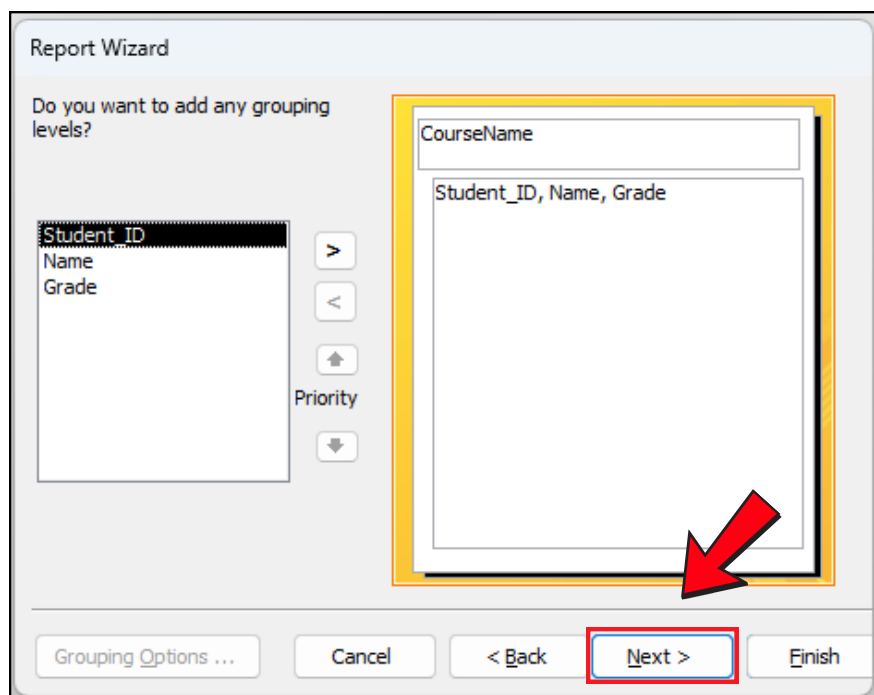 Report Wizard
Do you want to add any grouping
levels?
CourseName
Student_ID, Name, Grade
Student_ID
Name
Grade
>
<
Priority
Grouping Options ...
Cancel
< Back
Next >
Finish